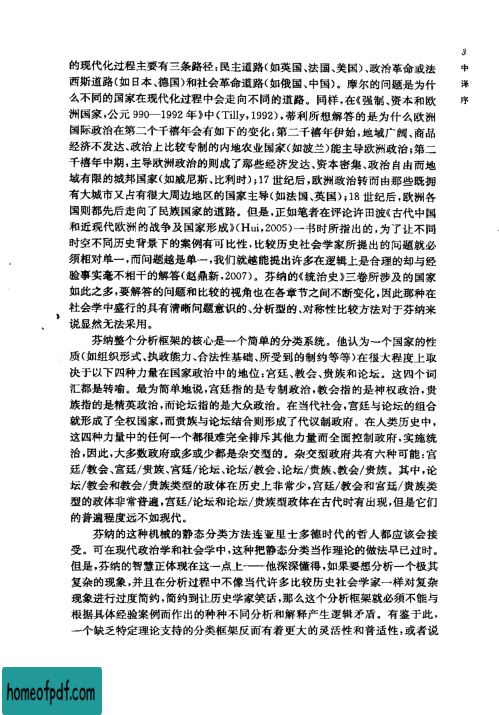 3
中
译
序
的现代化过程主要有三条路径：民主道路（如英国、法国、美国）、政治革命或法
西斯道路（如日本、德国）和社会革命道路（如俄国、中国）。摩尔的问题是为什
么不同的国家在现代化过程中会走向不同的道路。同样，在《强制、资本和欧
洲国家，公元 990—1992 年》中（Tilly，1992），蒂利所想解答的是为什么欧洲
国际政治在第二个千禧年会有如下的变化：第二千禧年伊始，地域广阔、商品
经济不发达、政治上比较专制的内地农业国家（如波兰）能主导欧洲政治；第二
千禧年中期，主导欧洲政治的则成了那些经济发达、资本密集、政治自由而地
域有限的城邦国家（如威尼斯、比利时）；17 世纪后，欧洲政治转而由那些既拥
有大城市又占有很大周边地区的国家主导（如法国、英国）；18 世纪后，欧洲各
国则都先后走向了民族国家的道路。但是，正如笔者在评论许田波《古代中国
和近现代欧洲的战争及国家形成》（Hui，2005）一书时所指出的，为了让不同
时空不同历史背景下的案例有可比性，比较历史社会学家所提出的问题就必
须相对单一，而问题越是单一，我们就越能提出许多在逻辑上是合理的却与经
验事实毫不相干的解答（赵鼎新，2007）。芬纳的《统治史》三卷所涉及的国家
如此之多，要解答的问题和比较的视角也在各章节之间不断变化，因此那种在
社会学中盛行的具有清晰问题意识的、分析型的、对称性比较方法对于芬纳来
说显然无法采用。
芬纳整个分析框架的核心是一个简单的分类系统。他认为一个国家的性
质（如组织形式、执政能力、合法性基础、所受到的制约等等）在很大程度上取
决于以下四种力量在国家政治中的地位：宫廷、教会、贵族和论坛。这四个词
汇都是转喻。最为简单地说，宫廷指的是专制政治，教会指的是神权政治，贵
族指的是精英政治，而论坛指的是大众政治。在当代社会，宫廷与论坛的组合
就形成了全权国家，而贵族与论坛结合则形成了代议制政府。在人类历史中，
这四种力量中的任何一个都很难完全排斥其他力量而全面控制政府，实施统
治，因此，大多数政府或多或少都是杂交型的。杂交型政府共有六种可能：宫
廷/教会、宫廷/贵族、宫廷/论坛、论坛/教会、论坛/贵族、教会/贵族。其中，论
坛/教会和教会/贵族类型的政体在历史上非常少，宫廷/教会和宫廷/贵族类
型的政体非常普遍，宫廷/论坛和论坛/贵族型政体在古代时有出现，但是它们
的普遍程度远不如现代。
芬纳的这种机械的静态分类方法连亚里士多德时代的哲人都应该会接
受。可在现代政治学和社会学中，这种把静态分类当作理论的做法早已过时。
但是，芬纳的智慧正体现在这一点上——他深深懂得，如果要想分析一个极其
复杂的现象，并且在分析过程中不像当代许多比较历史社会学家一样对复杂
现象进行过度简约，简约到让历史学家笑话，那么这个分析框架就必须不能与
根据具体经验案例而作出的种种不同分析和解释产生逻辑矛盾。有鉴于此，
一个缺乏特定理论支持的分类框架反而有着更大的灵活性和普适性，或者说
homeofpdf.com